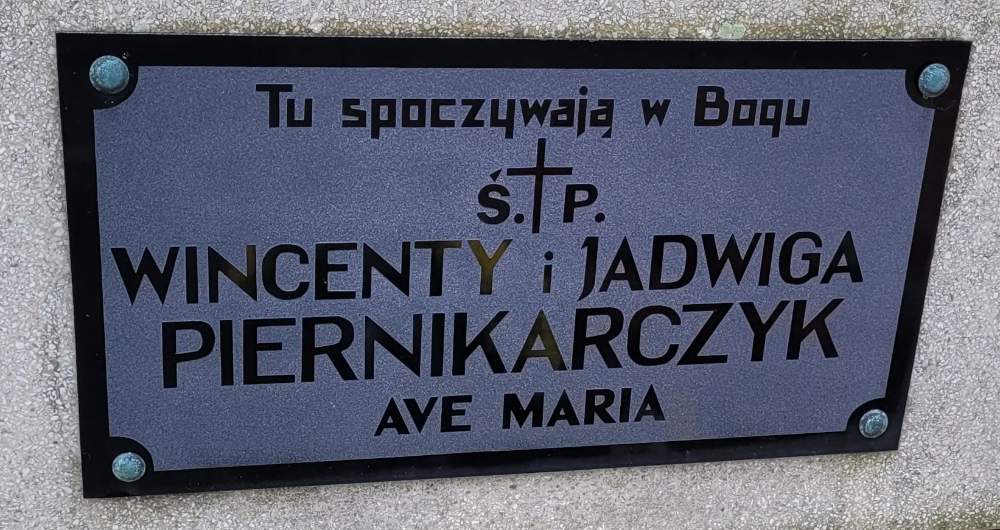 Tu spoczywają w Bogu
Ś.P.
WINCENTY i JADWIGA
PIERNIKARCZYK
AVE MARIA